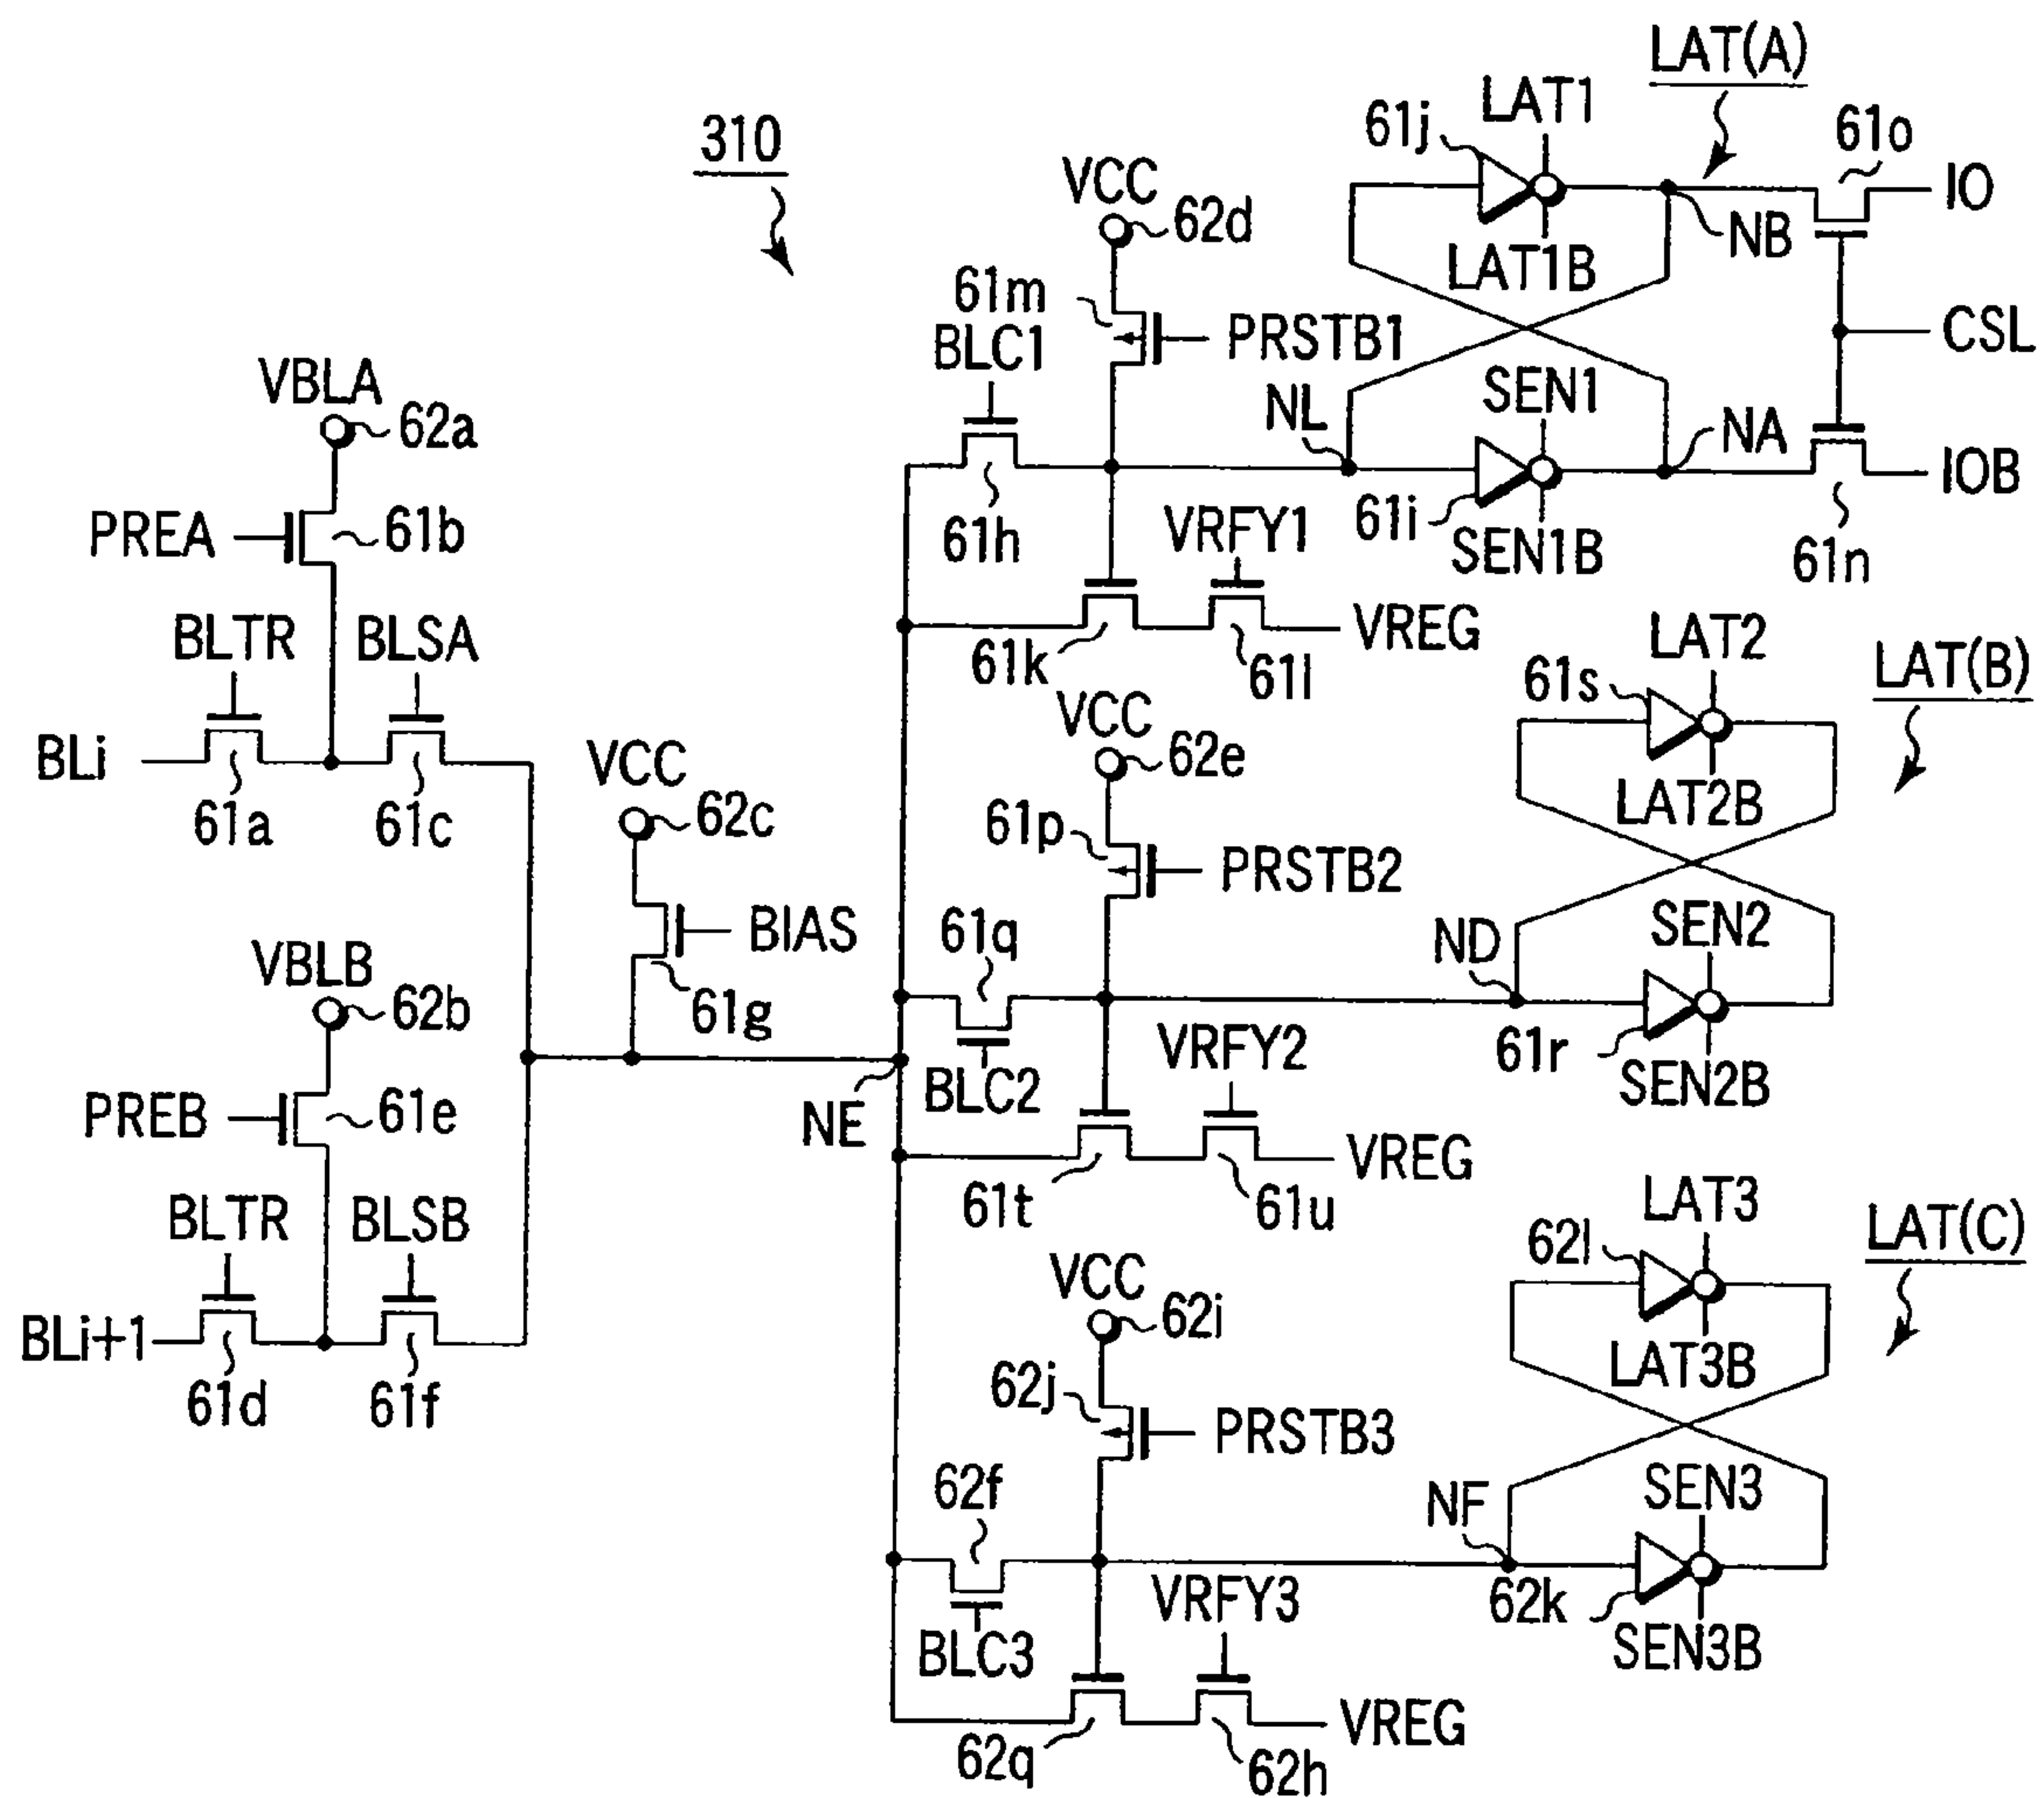 310
LAT(A)
LAT1
61j
61o
IO
NB
LAT1B
VCC
62d
61m
BLC1
PRSTB1
CSL
NL
SEN1
NA
IOB
61h
61i
SEN1B
61n
VRFY1
VREG
61k
61l
VBLA
62a
PREA
61b
BLTR
BLSA
BLi
61a
61c
VCC
62c
BIAS
61g
VCC
62e
61p
PRSTB2
LAT2
61s
LAT(B)
LAT2B
61q
ND
SEN2
61r
SEN2B
BLC2
NE
VRFY2
VREG
61t
61u
VBLB
62b
PREB
61e
BLTR
BLSB
BLi+1
61d
61f
VCC
62i
62j
PRSTB3
LAT3
62l
LAT(C)
LAT3B
62f
NF
SEN3
62k
SEN3B
BLC3
VRFY3
VREG
62q
62h